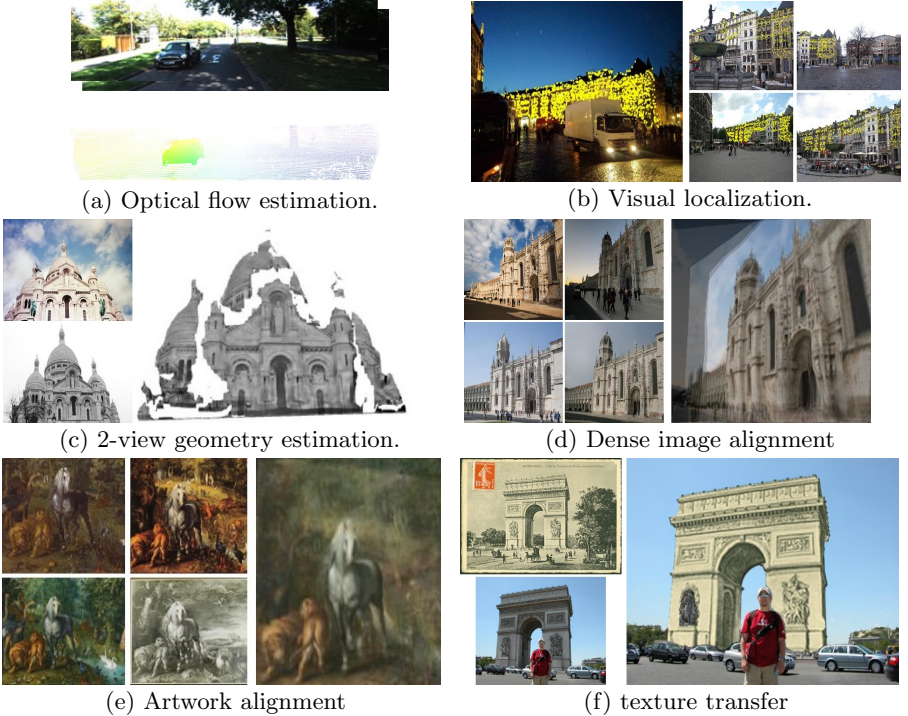 (a) Optical flow estimation.
(b) Visual localization.
(c) 2-view geometry estimation.
(d) Dense image alignment
(e) Artwork alignment
(f) texture transfer